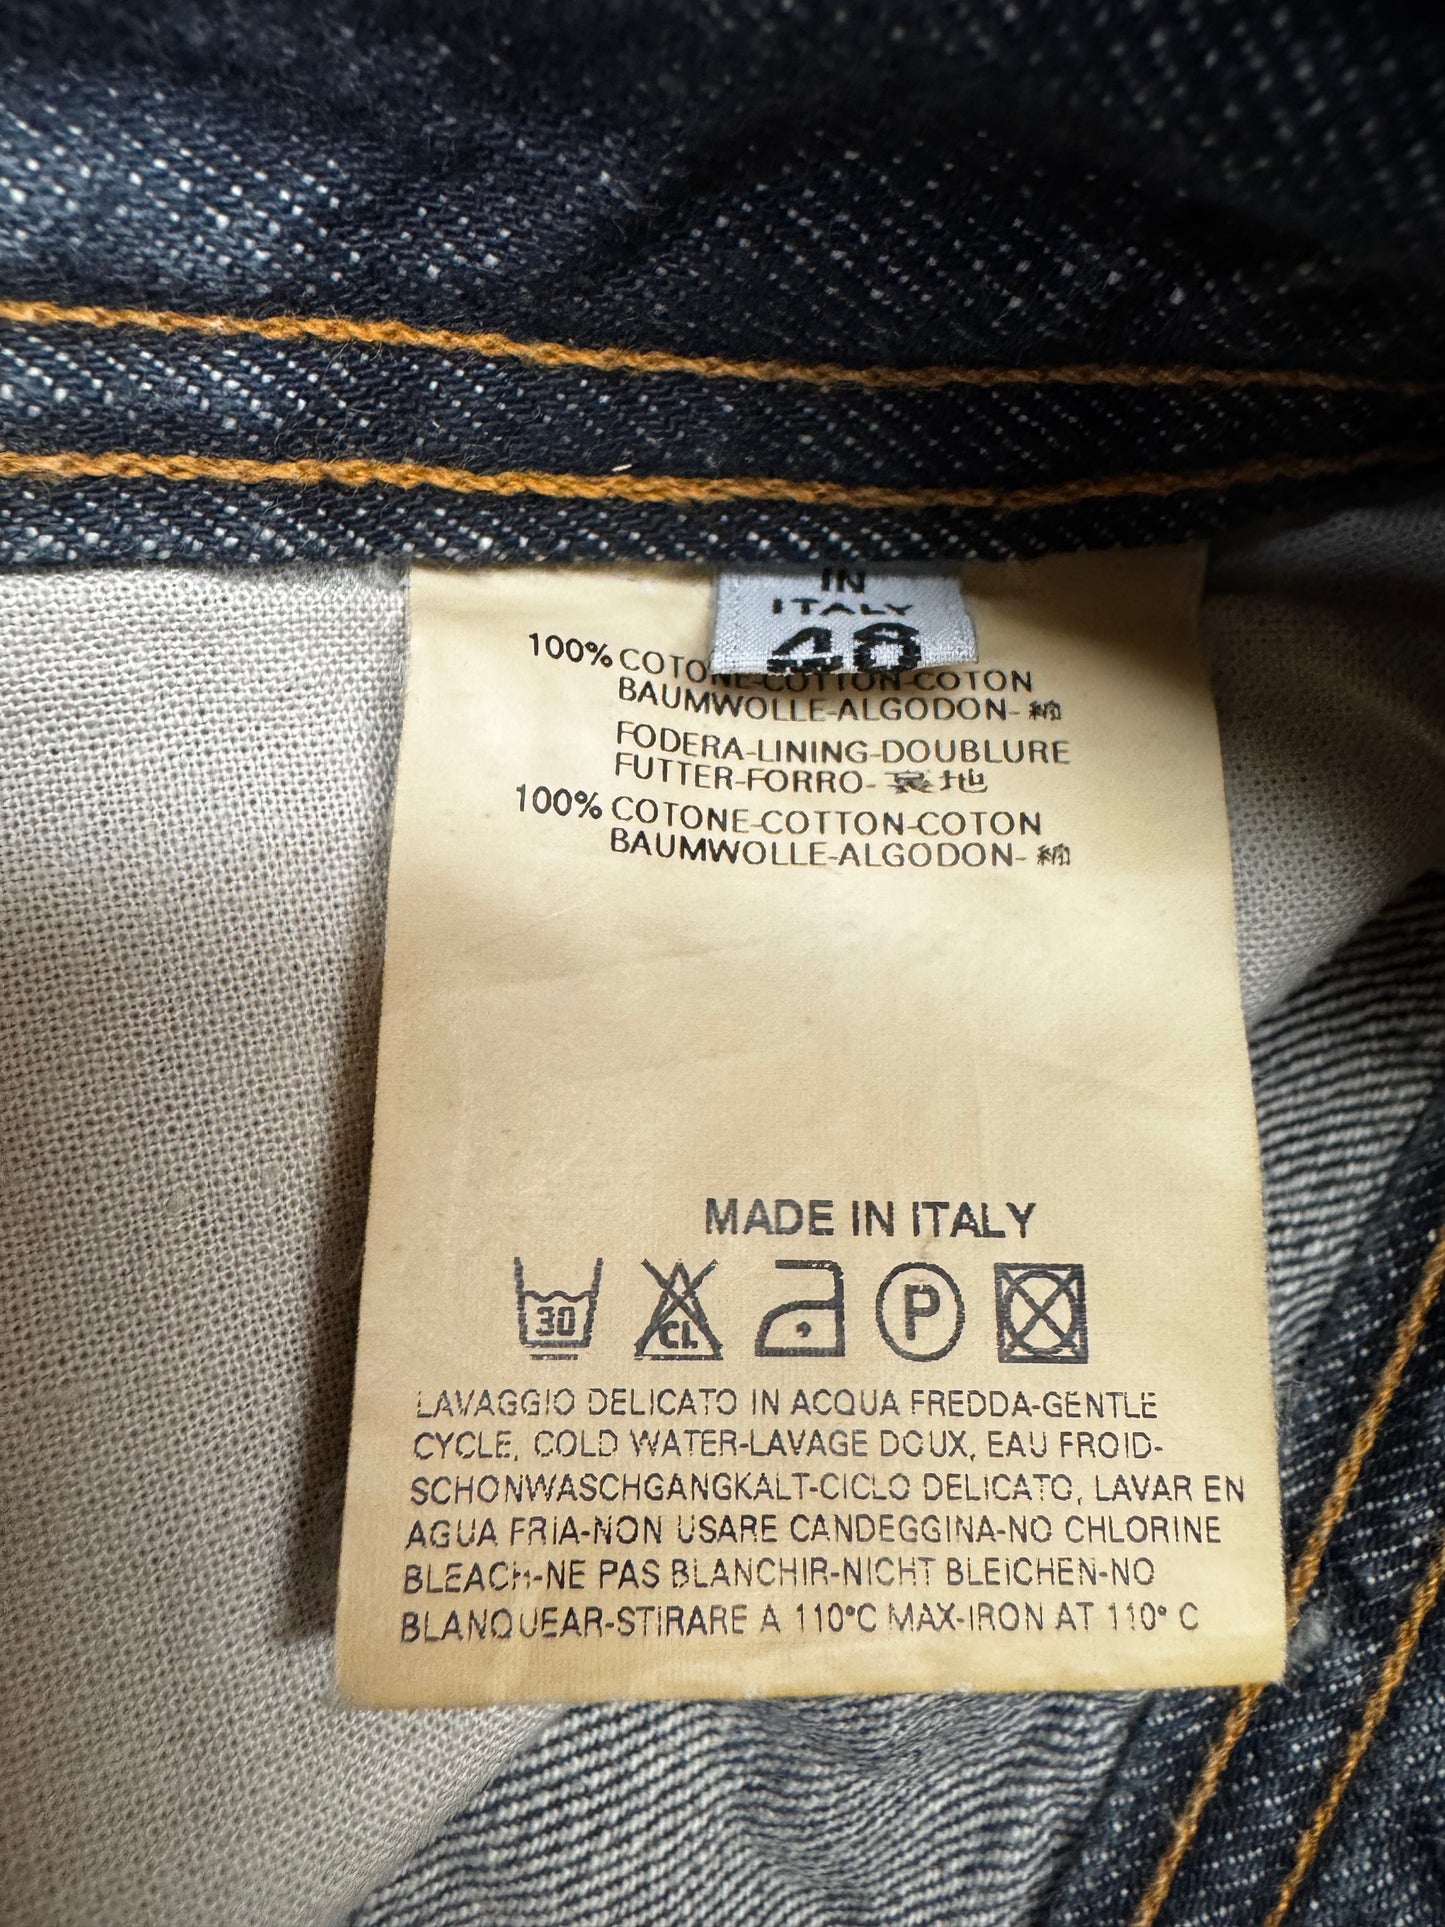 IN
ITALY
48
100% COTONE-COTTON-COTON
BAUMWOLLE-ALGODON-綿
FODERA-LINING-DOUBLURE
FUTTER-FORRO-裏地
100% COTONE-COTTON-COTON
BAUMWOLLE-ALGODON-綿
MADE IN ITALY
30 CL P
LAVAGGIO DELICATO IN ACQUA FREDDA-GENTLE
CYCLE, COLD WATER-LAVAGE DOUX, EAU FROID-
SCHONWASCHGANGKALT-CICLO DELICATO, LAVAR EN
AGUA FRIA-NON USARE CANDEGGINA-NO CHLORINE
BLEACH-NE PAS BLANCHIR-NICHT BLEICHEN-NO
BLANQUEAR-STIRARE A 110°C MAX-IRON AT 110° C